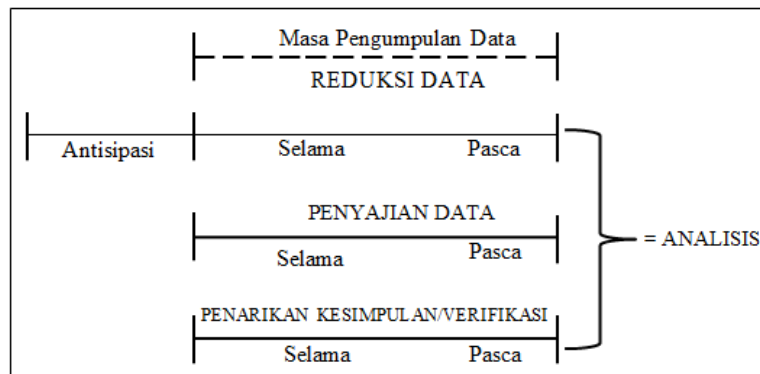 Masa Pengumpulan Data
REDUKSI DATA
Antisipasi Selama Pasca
PENYAJIAN DATA
Selama Pasca
= ANALISIS
PENARIKAN KESIMPULAN/VERIFIKASI
Selama Pasca